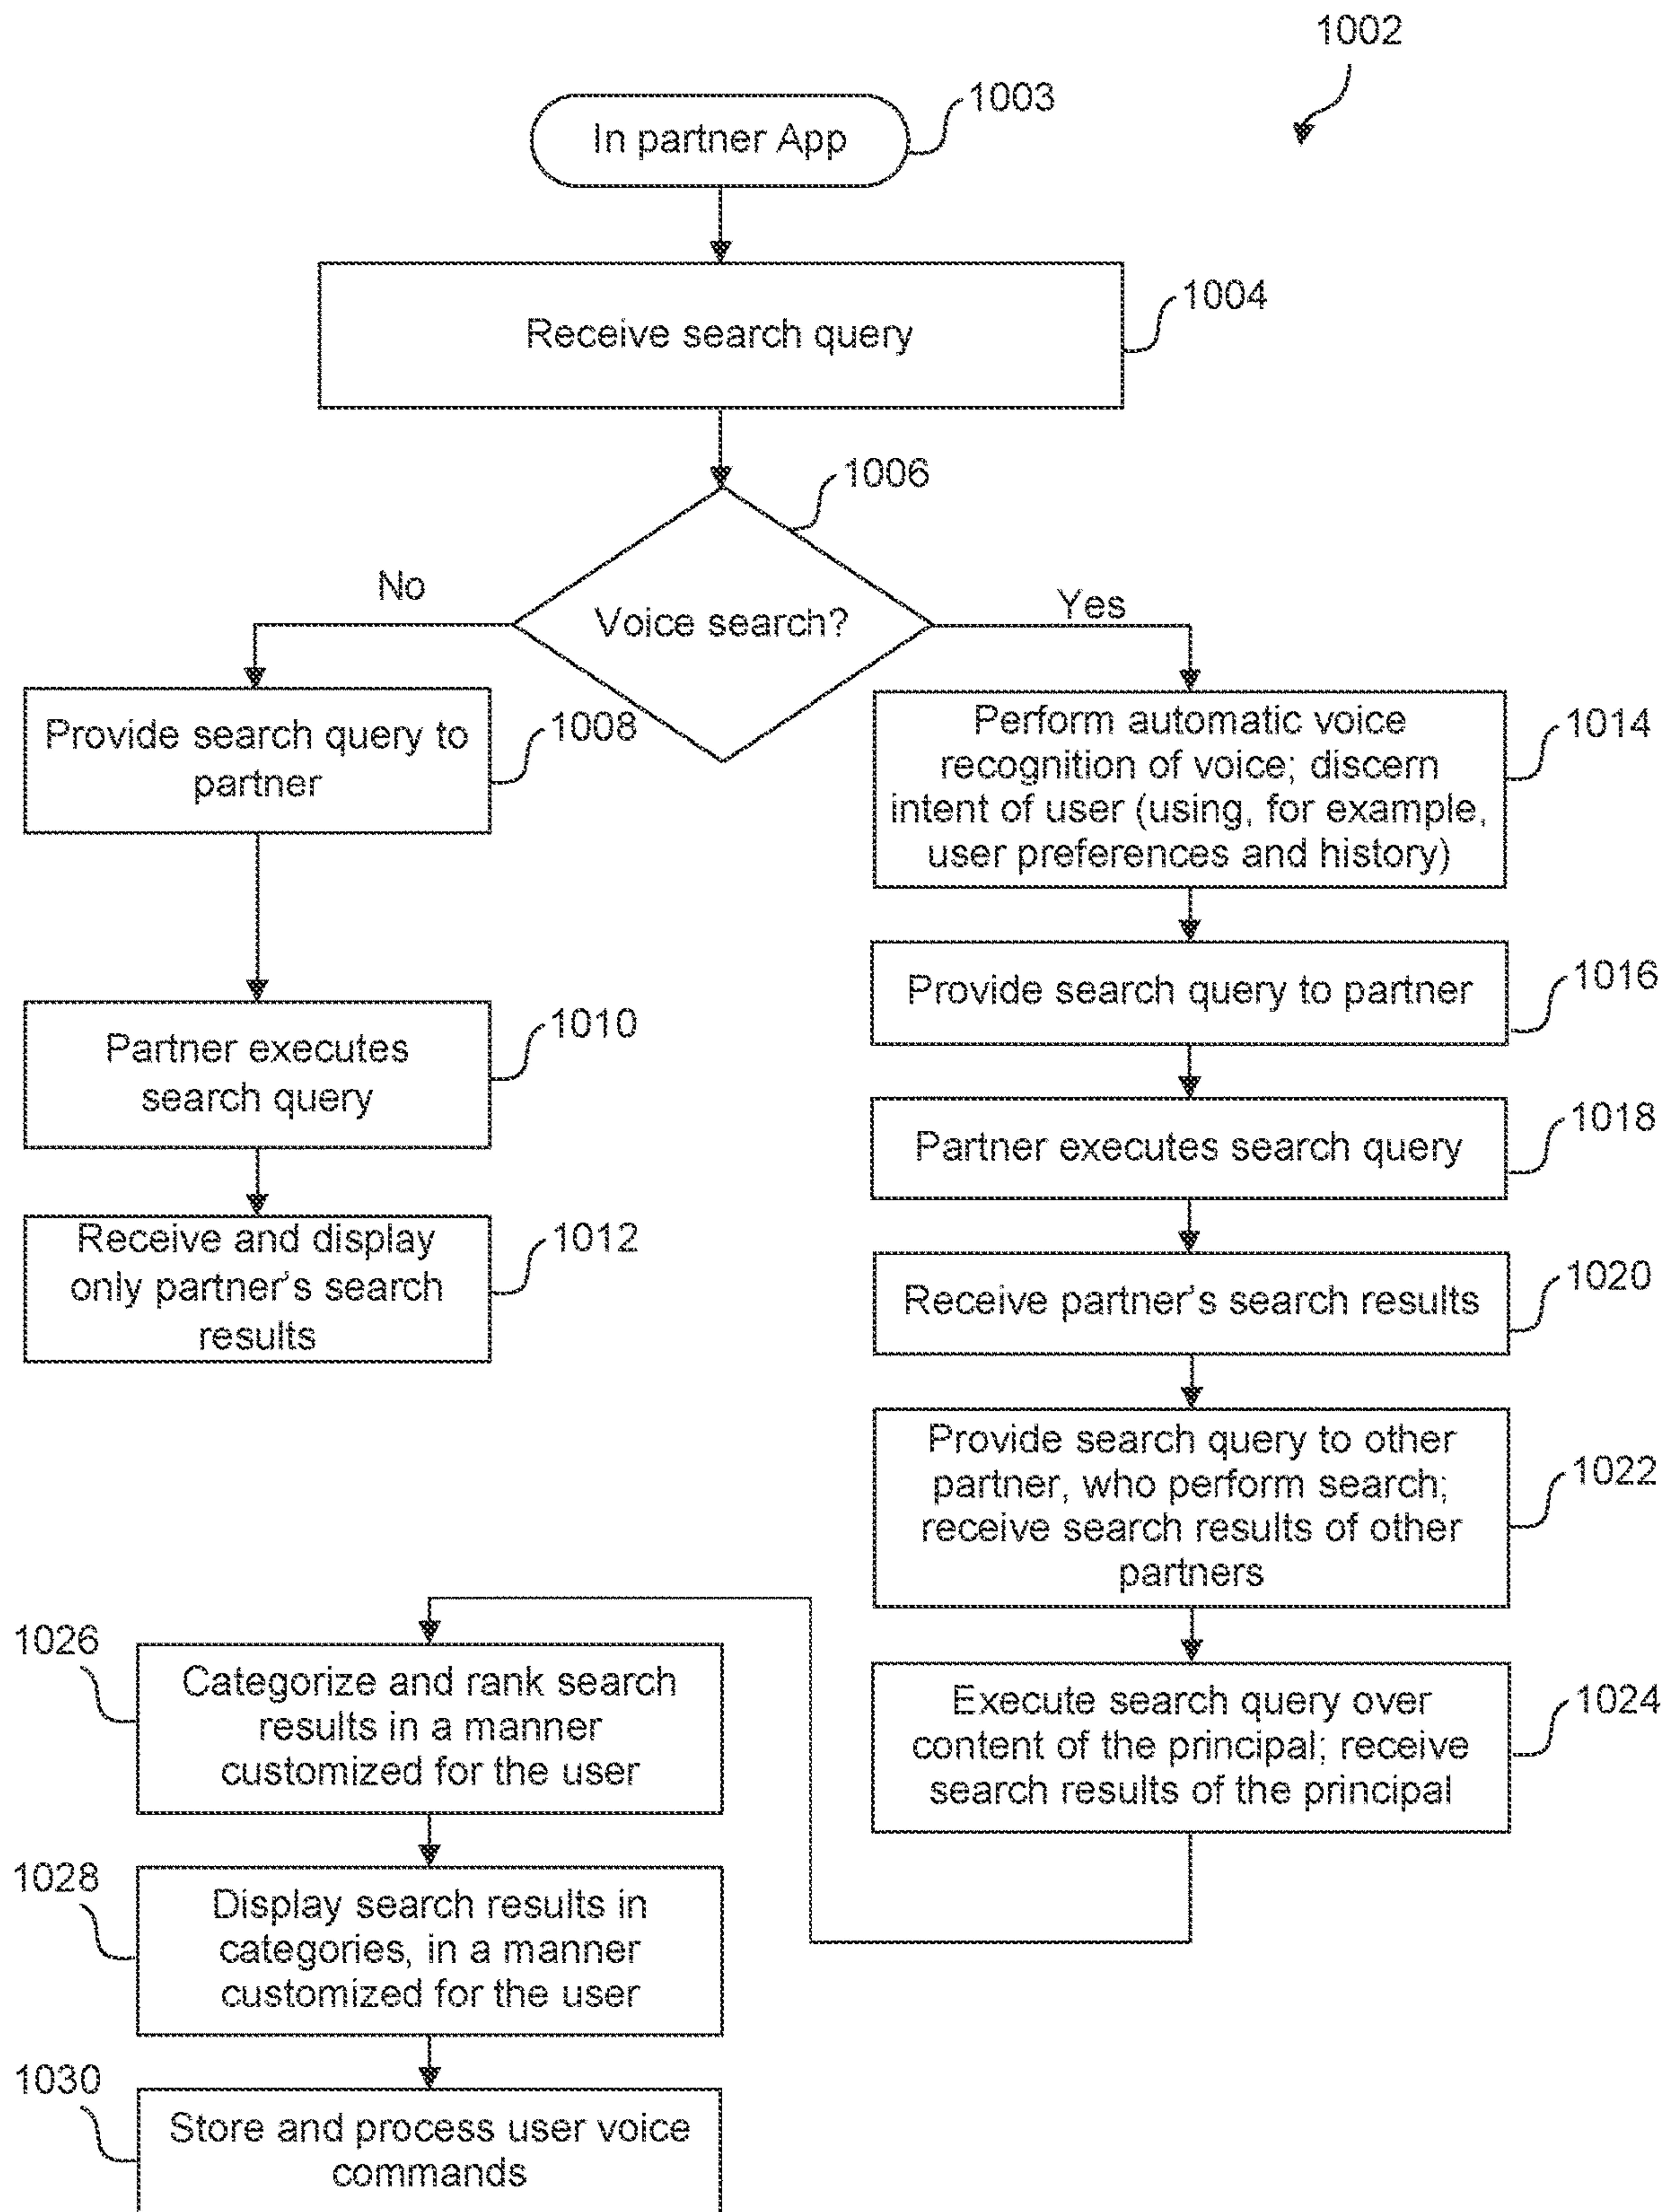 1002
1003
In partner App
1004
Receive search query
1006
No
Voice search?
Yes
Provide search query to
partner
1008
Partner executes
search query
1010
Receive and display
only partner's search
results
1012
Perform automatic voice
recognition of voice; discern
intent of user (using, for example,
user preferences and history)
1014
Provide search query to partner
1016
Partner executes search query
1018
Receive partner's search results
1020
Provide search query to other
partner, who perform search;
receive search results of other
partners
1022
Execute search query over
content of the principal; receive
search results of the principal
1024
1026
Categorize and rank search
results in a manner
customized for the user
1028
Display search results in
categories, in a manner
customized for the user
1030
Store and process user voice
commands